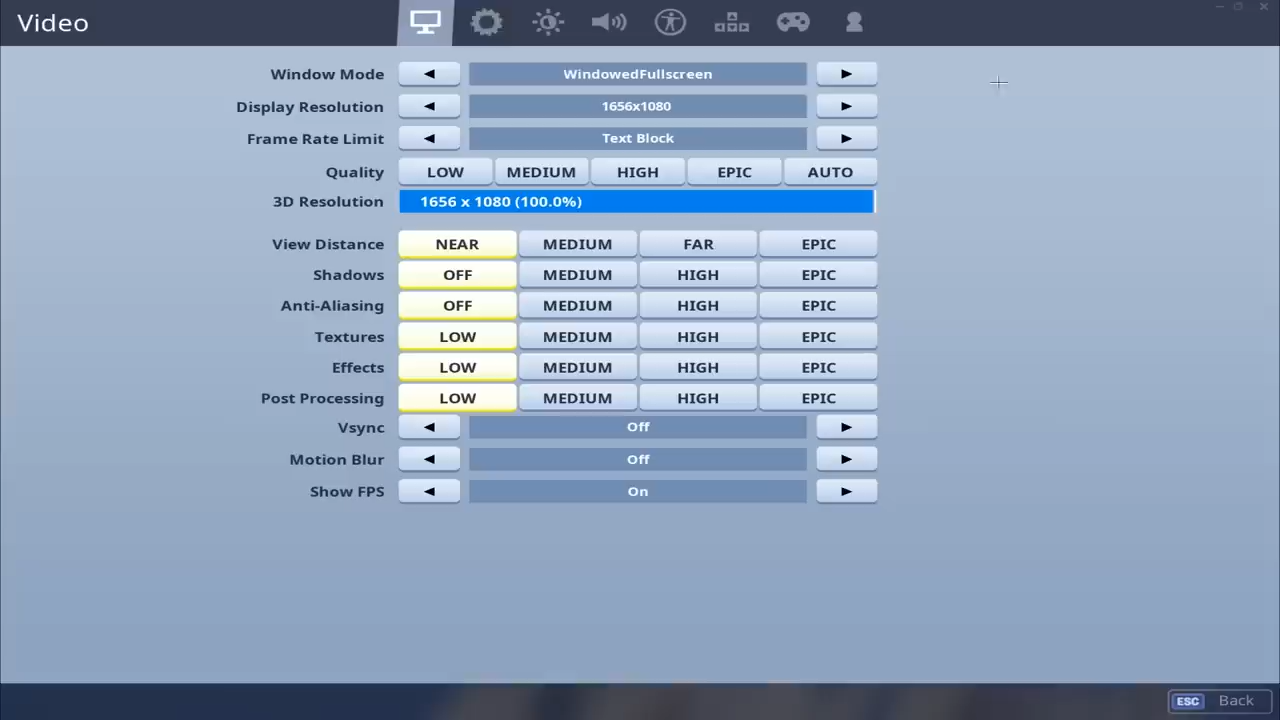 Video
Window Mode ◄ WindowedFullscreen ►
Display Resolution ◄ 1656x1080 ►
Frame Rate Limit ◄ Text Block ►
Quality LOW MEDIUM HIGH EPIC AUTO
3D Resolution 1656 x 1080 (100.0%)
View Distance NEAR MEDIUM FAR EPIC
Shadows OFF MEDIUM HIGH EPIC
Anti-Aliasing OFF MEDIUM HIGH EPIC
Textures LOW MEDIUM HIGH EPIC
Effects LOW MEDIUM HIGH EPIC
Post Processing LOW MEDIUM HIGH EPIC
Vsync ◄ Off ►
Motion Blur ◄ Off ►
Show FPS ◄ On ►
ESC Back